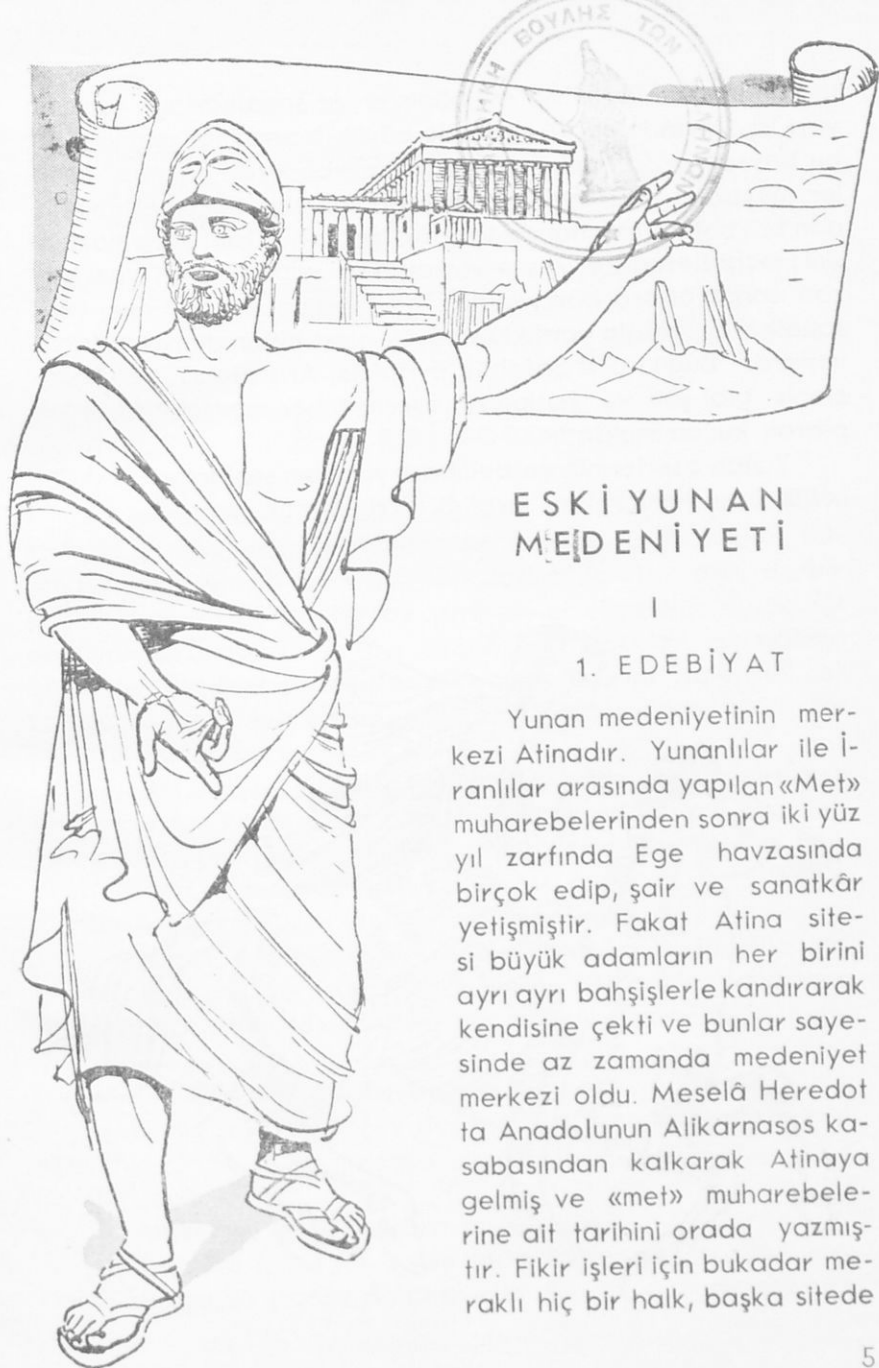 ΒΟΥΛΗΣ ΤΩΝ
ESKİ YUNAN
MEDENİYETİ
I
1. EDEBİYAT
Yunan medeniyetinin mer-
kezi Atinadır. Yunanlılar ile İ-
ranlılar arasında yapılan «Met»
muharebelerinden sonra iki yüz
yıl zarfında Ege havzasında
birçok edip, şair ve sanatkâr
yetişmiştir. Fakat Atina site-
si büyük adamların her birini
ayrı ayrı bahşişlerle kandırarak
kendisine çekti ve bunlar saye-
sinde az zamanda medeniyet
merkezi oldu. Meselâ Heredot
ta Anadolunun Alikarnasos ka-
sabasından kalkarak Atinaya
gelmiş ve «met» muharebele-
rine ait tarihini orada yazmış-
tır. Fikir işleri için bukadar me-
raklı hiç bir halk, başka sitede
5